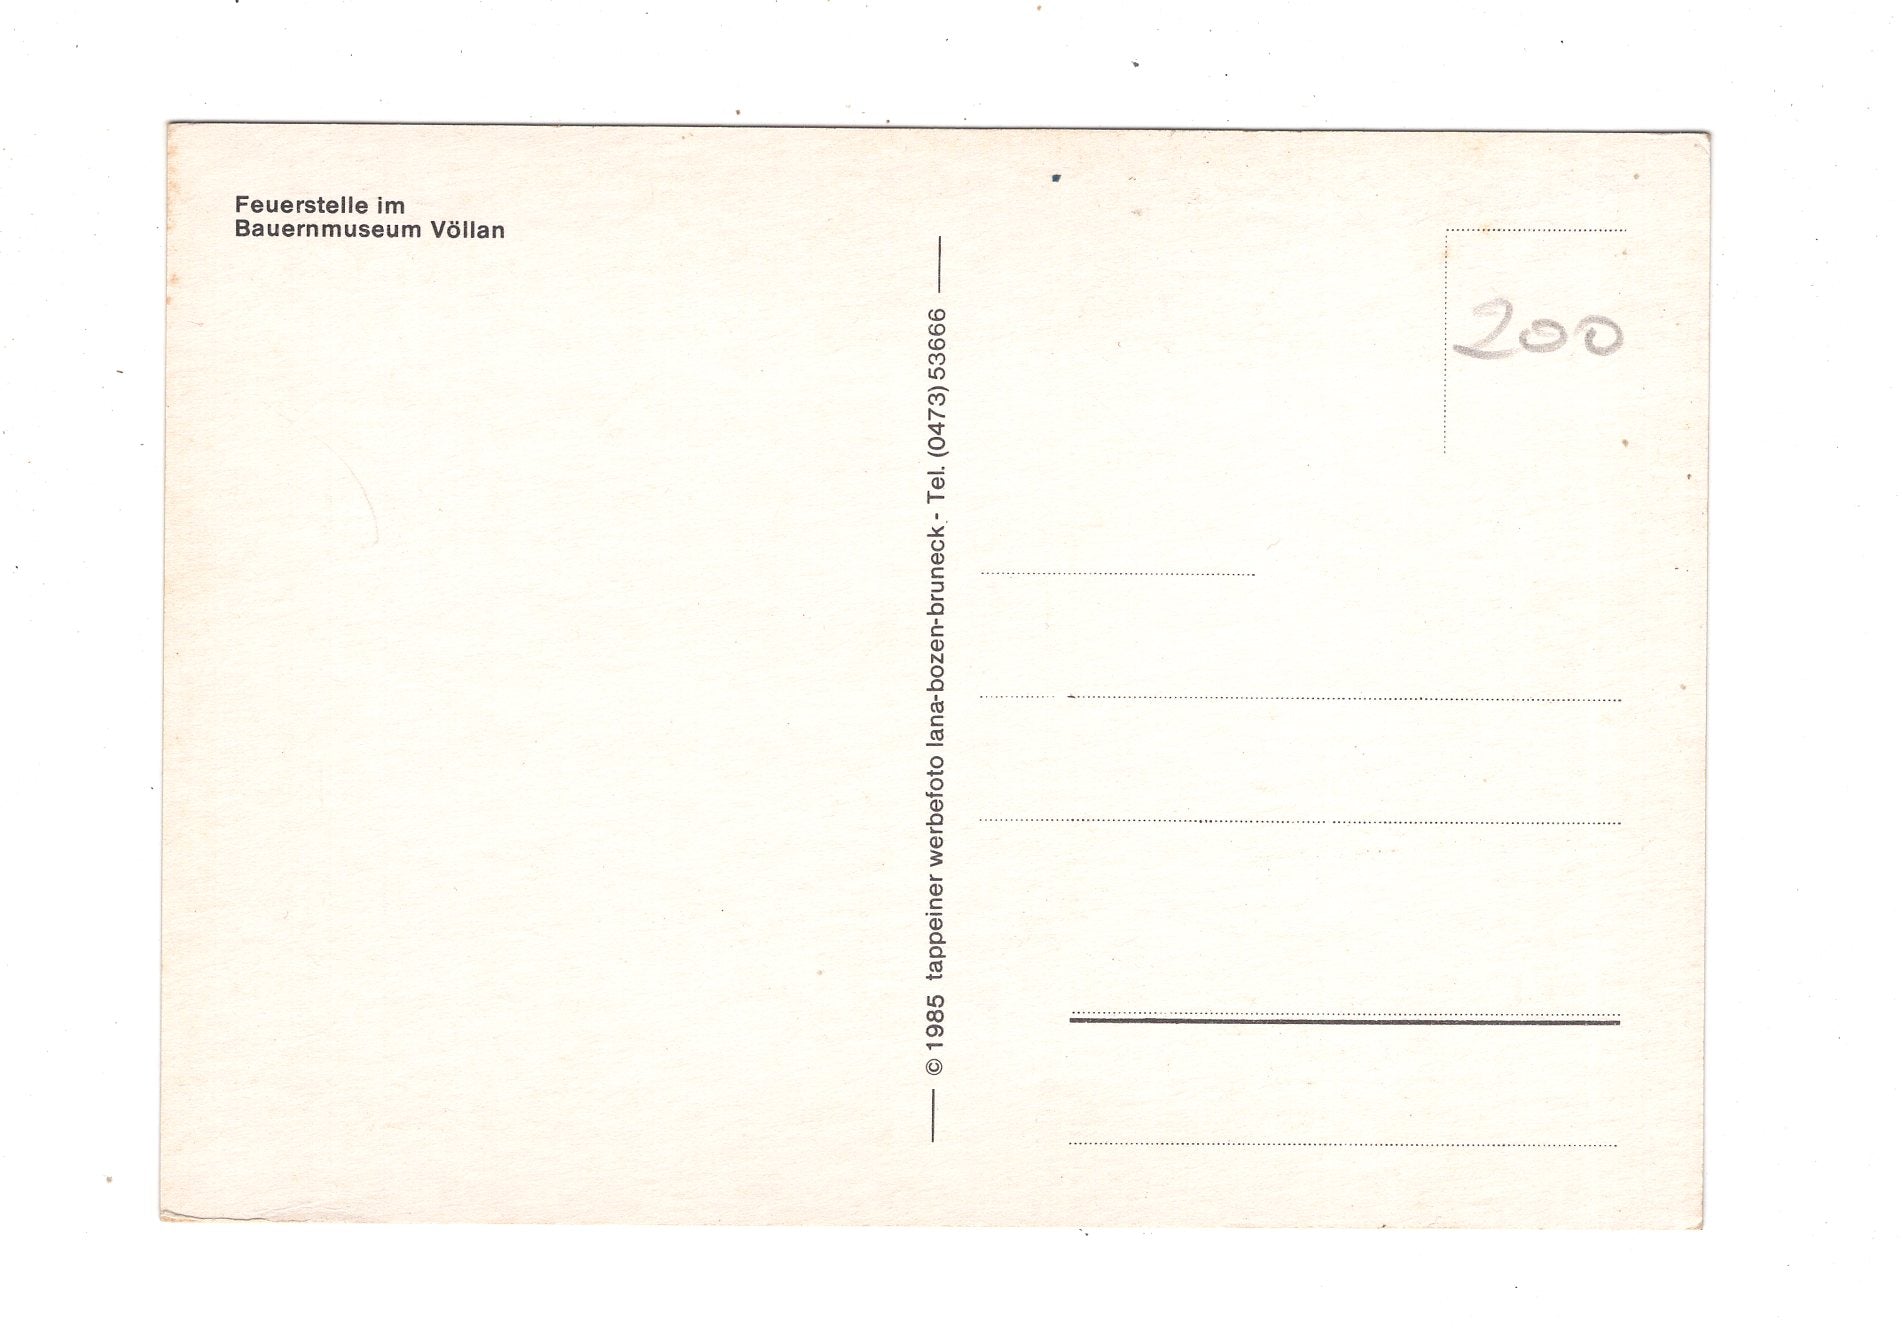 Feuerstelle im
Bauernmuseum Völlan
© 1985 tappeiner werbefoto lana-bozen-bruneck - Tel. (0473) 53666
200